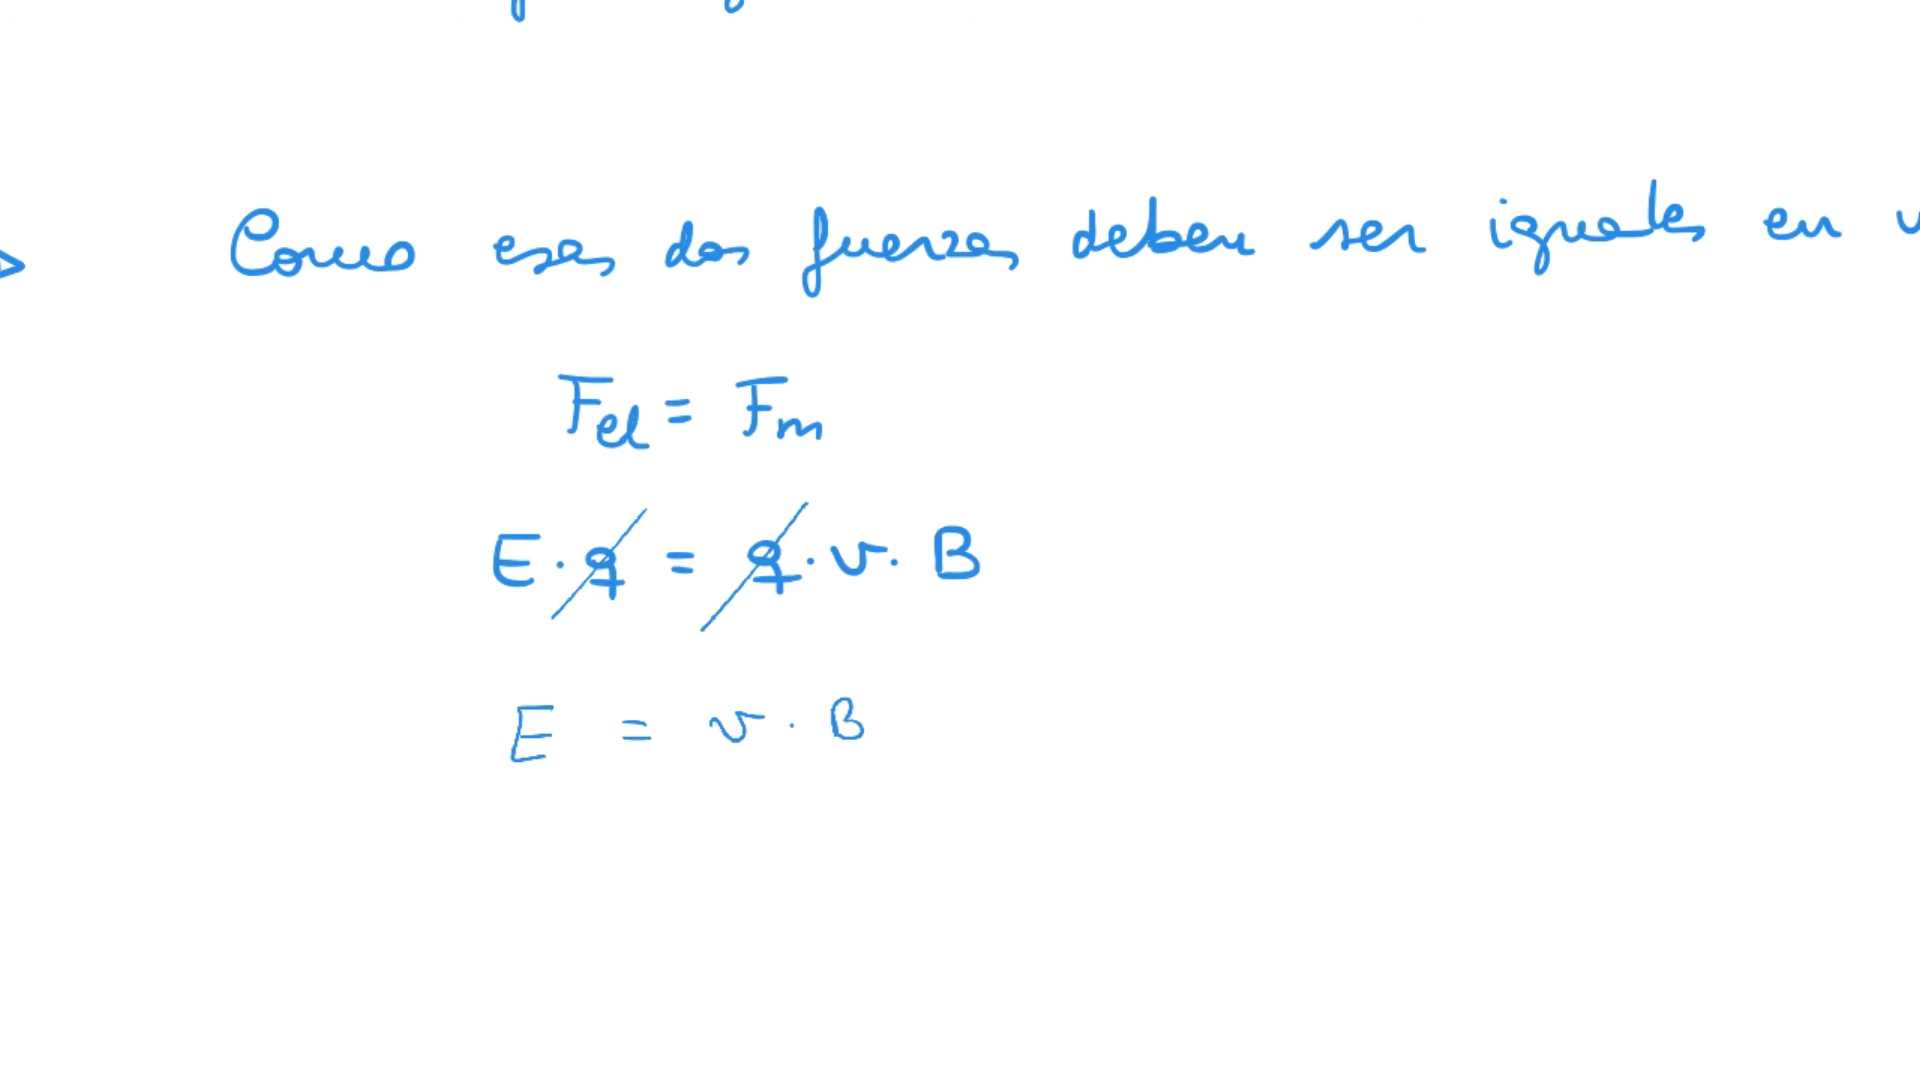 Como esas dos fuerzas deben ser iguales en
Fel = Fm
E · q = q · v · B
E = v · B